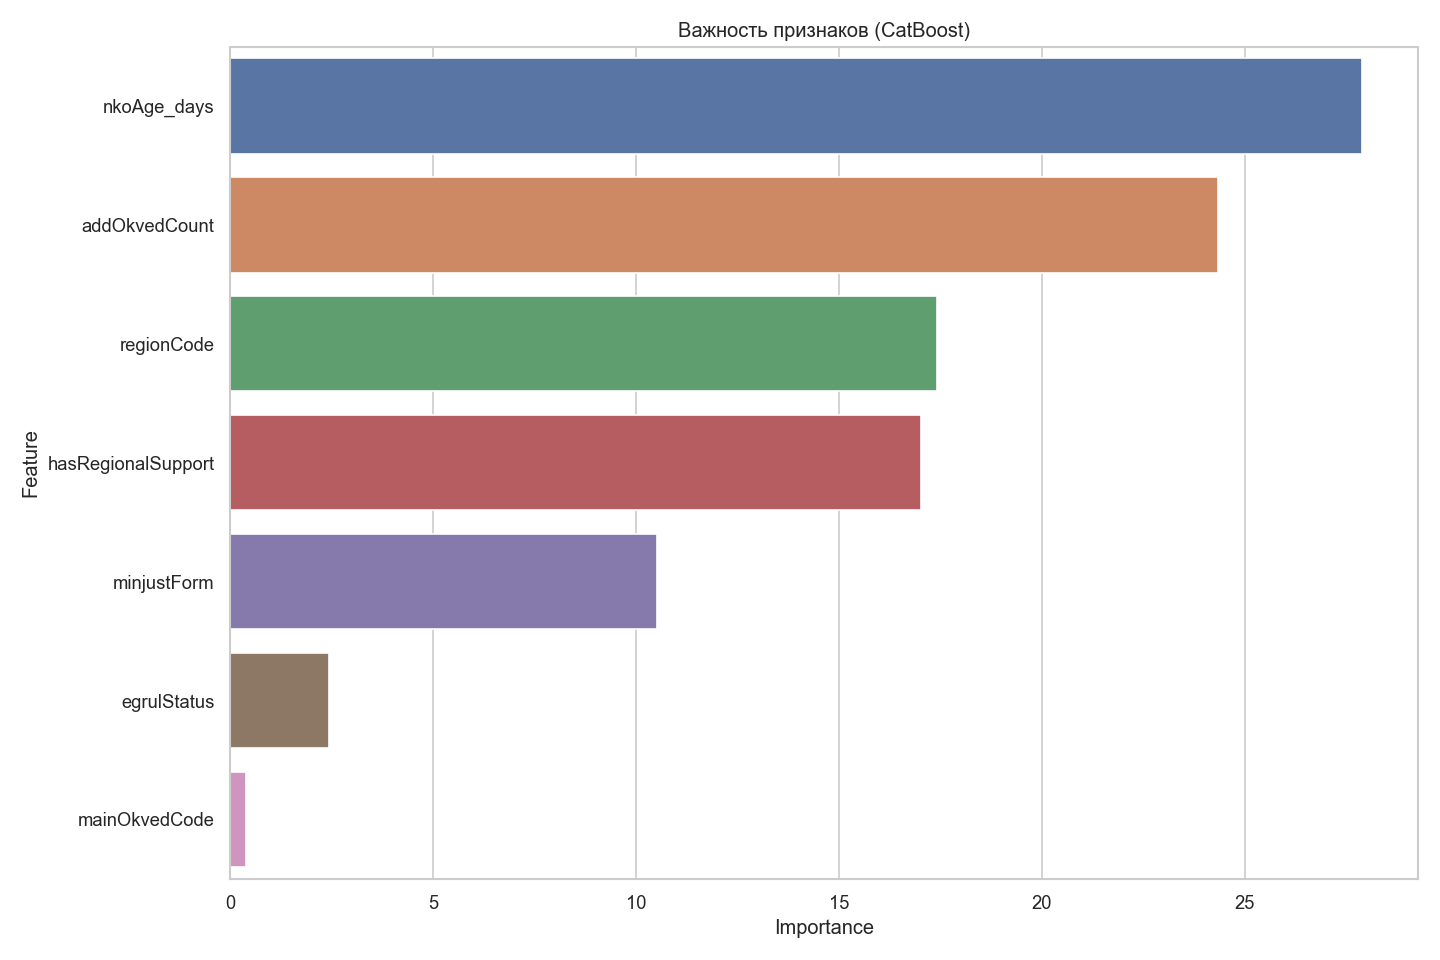 Важность признаков (CatBoost)
Feature
nkoAge_days
addOkvedCount
regionCode
hasRegionalSupport
minjustForm
egrulStatus
mainOkvedCode
0 5 10 15 20 25
Importance